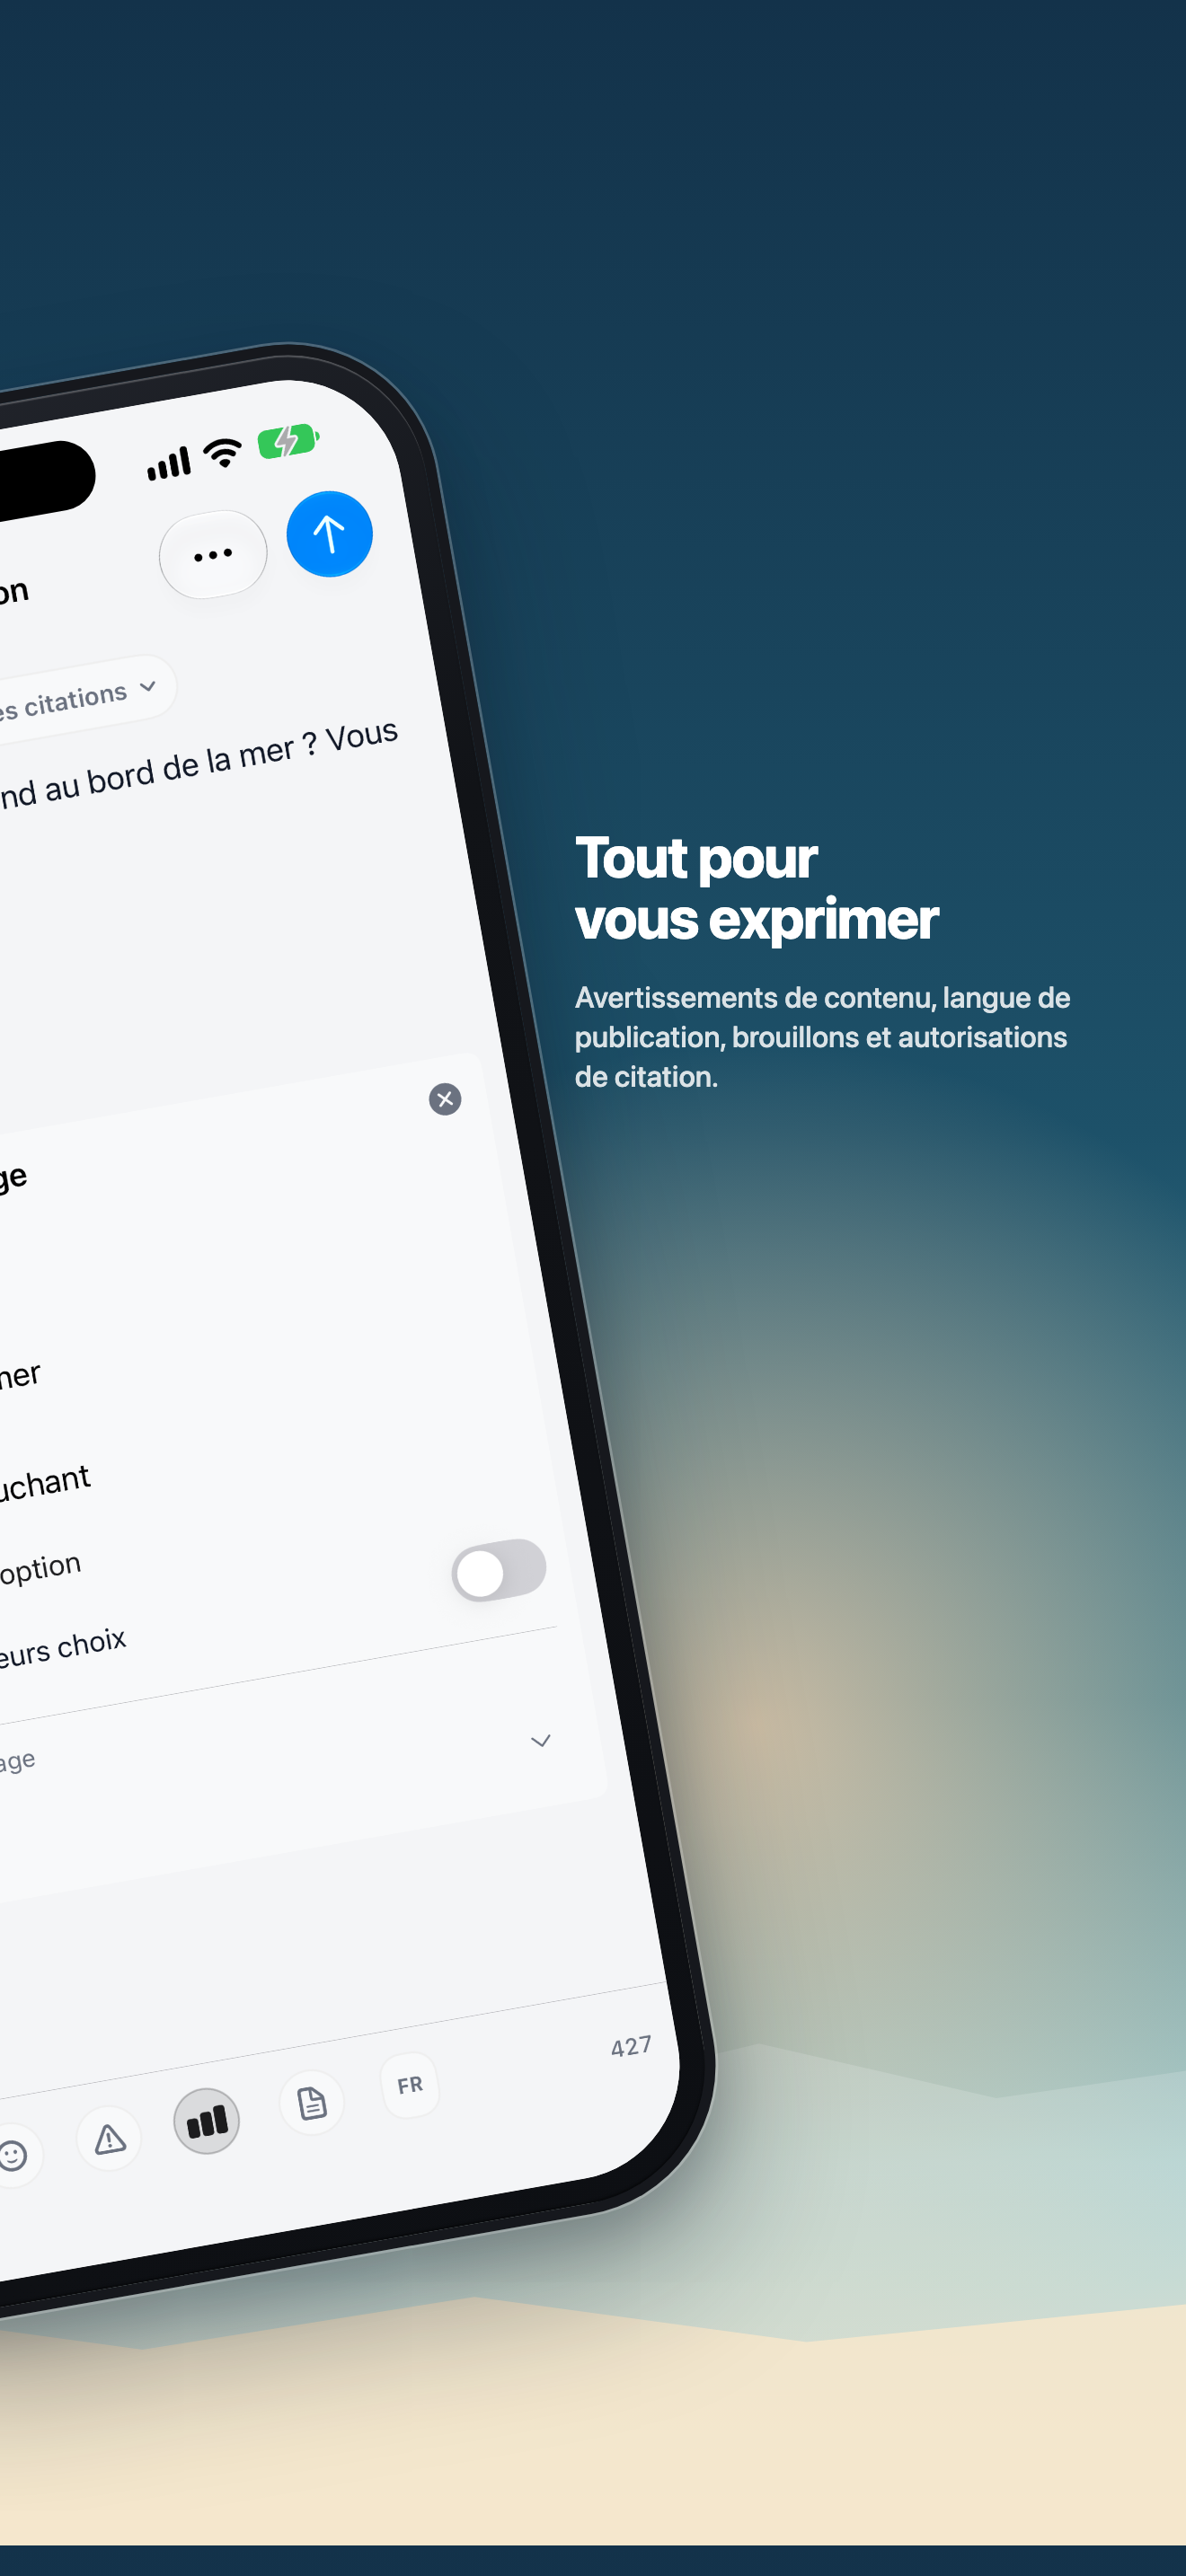 on
es citations
nd au bord de la mer ? Vous
Tout pour
vous exprimer
Avertissements de contenu, langue de
publication, brouillons et autorisations
de citation.
ge
ner
uchant
option
eurs choix
age
427
FR